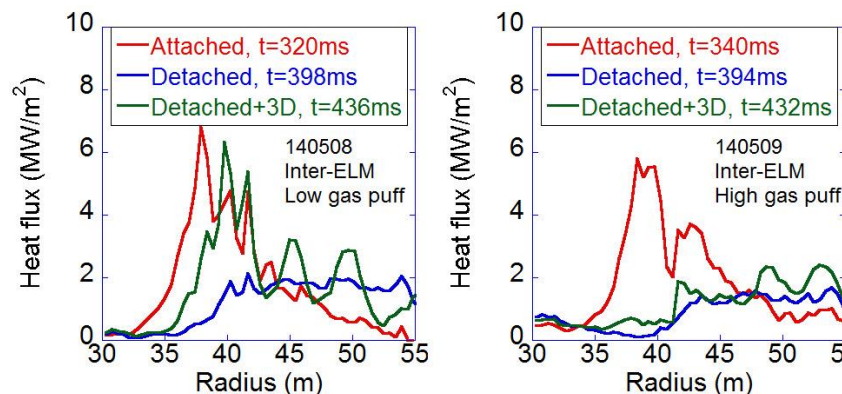 10
8
6
4
2
0
Heat flux (MW/m²)
Attached, t=320ms
Detached, t=398ms
Detached+3D, t=436ms
140508
Inter-ELM
Low gas puff
30 35 40 45 50 55
Radius (m)
10
8
6
4
2
0
Heat flux (MW/m²)
Attached, t=340ms
Detached, t=394ms
Detached+3D, t=432ms
140509
Inter-ELM
High gas puff
30 35 40 45 50 55
Radius (m)